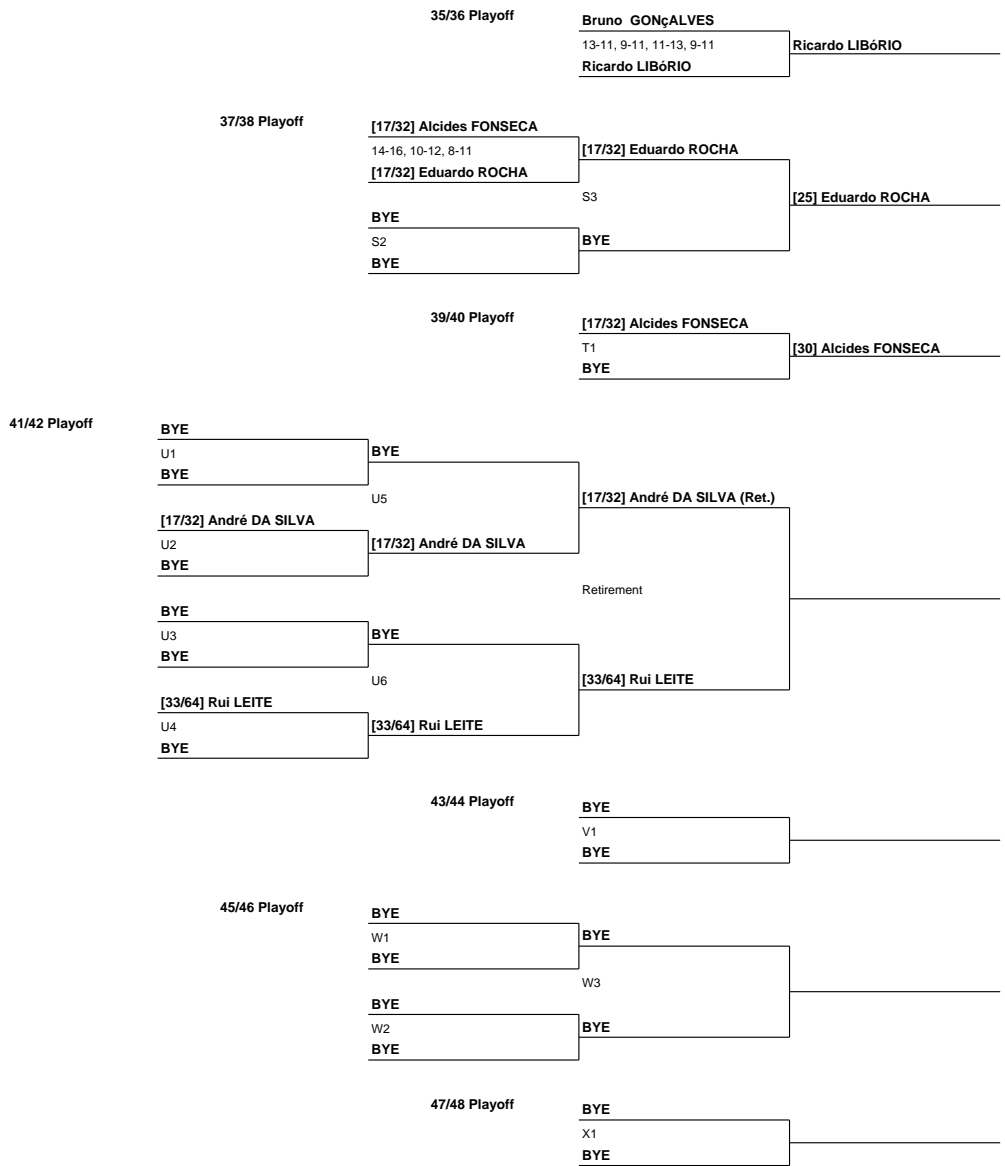 35/36 Playoff
Bruno  GONçALVES
13-11, 9-11, 11-13, 9-11
Ricardo LIBóRIO
Ricardo LIBóRIO
37/38 Playoff
[17/32] Alcides FONSECA
14-16, 10-12, 8-11
[17/32] Eduardo ROCHA
[17/32] Eduardo ROCHA
S3
[25] Eduardo ROCHA
BYE
S2
BYE
BYE
39/40 Playoff
[17/32] Alcides FONSECA
T1
BYE
[30] Alcides FONSECA
41/42 Playoff
BYE
U1
BYE
BYE
U5
[17/32] André DA SILVA (Ret.)
[17/32] André DA SILVA
U2
BYE
[17/32] André DA SILVA
Retirement
BYE
U3
BYE
BYE
U6
[33/64] Rui LEITE
[33/64] Rui LEITE
U4
BYE
[33/64] Rui LEITE
43/44 Playoff
BYE
V1
BYE
45/46 Playoff
BYE
W1
BYE
BYE
W3
BYE
W2
BYE
BYE
47/48 Playoff
BYE
X1
BYE